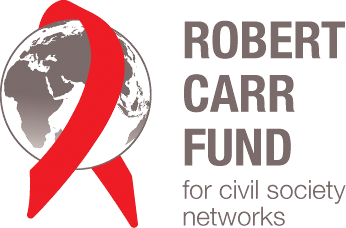 ROBERT
CARR
FUND
for civil society
networks